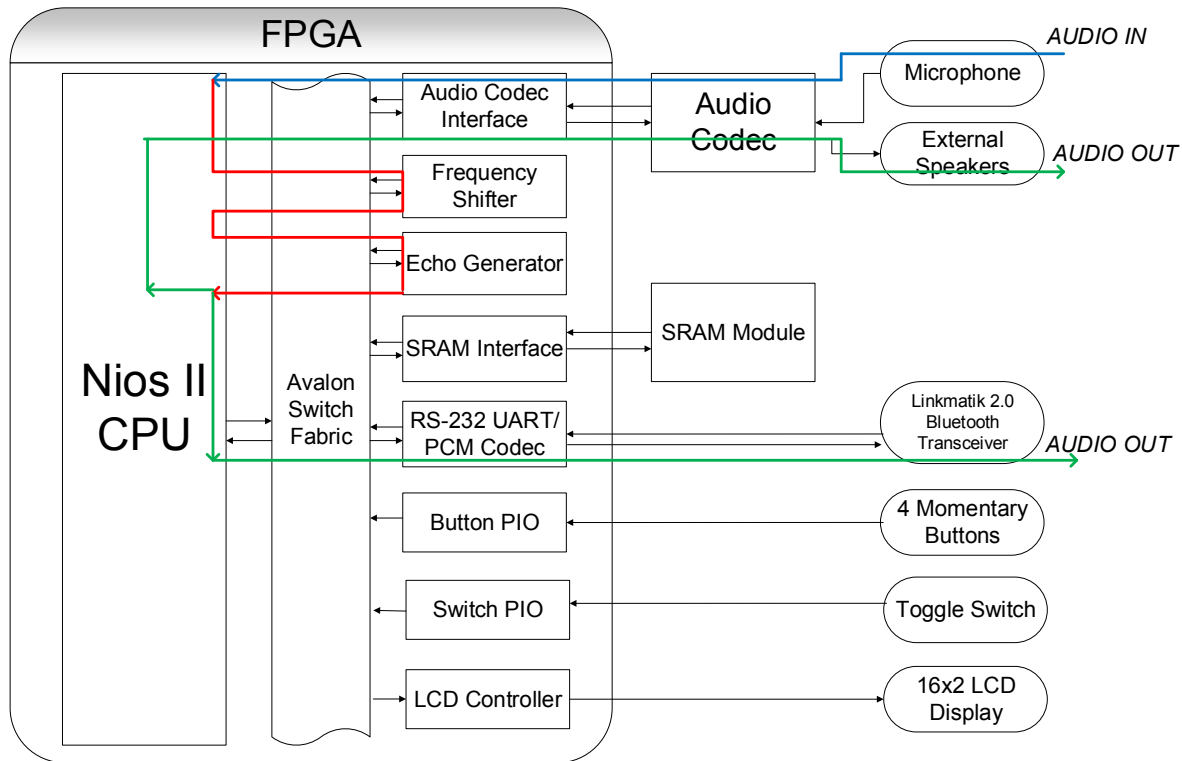 FPGA
AUDIO IN
Microphone
Audio Codec
Interface
Audio
Codec
External
Speakers
AUDIO OUT
Frequency
Shifter
Echo Generator
SRAM Interface
SRAM Module
Nios II
CPU
Avalon
Switch
Fabric
RS-232 UART/
PCM Codec
Linkmatik 2.0
Bluetooth
Transceiver
AUDIO OUT
Button PIO
4 Momentary
Buttons
Switch PIO
Toggle Switch
LCD Controller
16x2 LCD
Display